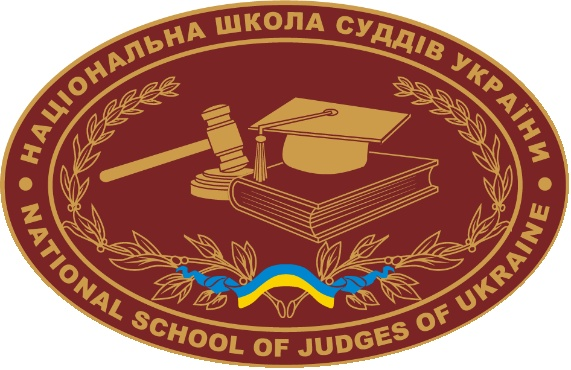 НАЦІОНАЛЬНА ШКОЛА СУДДІВ УКРАЇНИ
NATIONAL SCHOOL OF JUDGES OF UKRAINE